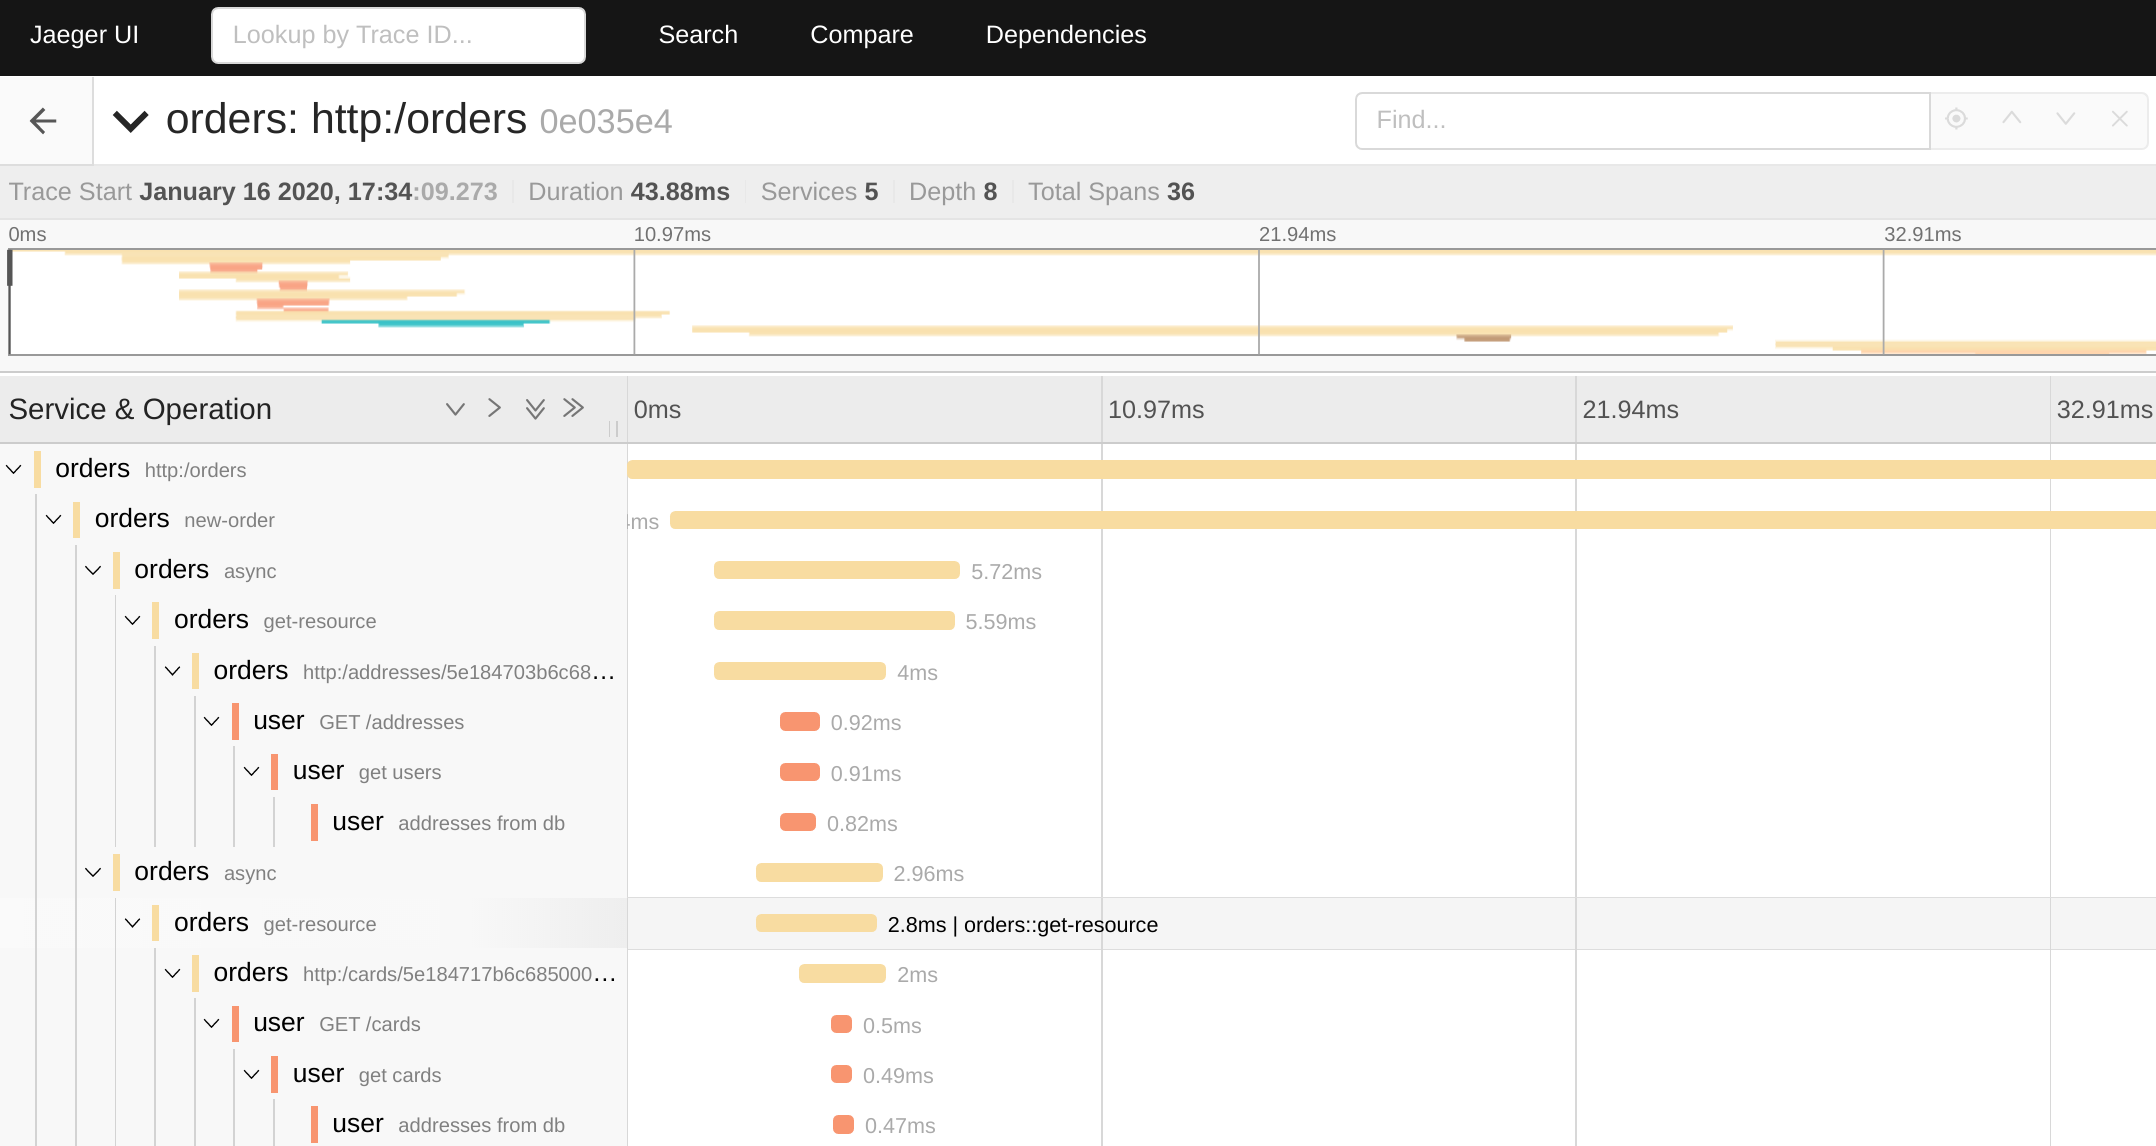 Jaeger UI Lookup by Trace ID... Search Compare Dependencies
orders: http:/orders 0e035e4 Find...
Trace Start January 16 2020, 17:34:09.273 Duration 43.88ms Services 5 Depth 8 Total Spans 36
0ms 10.97ms 21.94ms 32.91ms
Service & Operation 0ms 10.97ms 21.94ms 32.91ms
orders http:/orders
orders new-order ms
orders async 5.72ms
orders get-resource 5.59ms
orders http:/addresses/5e184703b6c68... 4ms
user GET /addresses 0.92ms
user get users 0.91ms
user addresses from db 0.82ms
orders async 2.96ms
orders get-resource 2.8ms | orders::get-resource
orders http:/cards/5e184717b6c685000... 2ms
user GET /cards 0.5ms
user get cards 0.49ms
user addresses from db 0.47ms